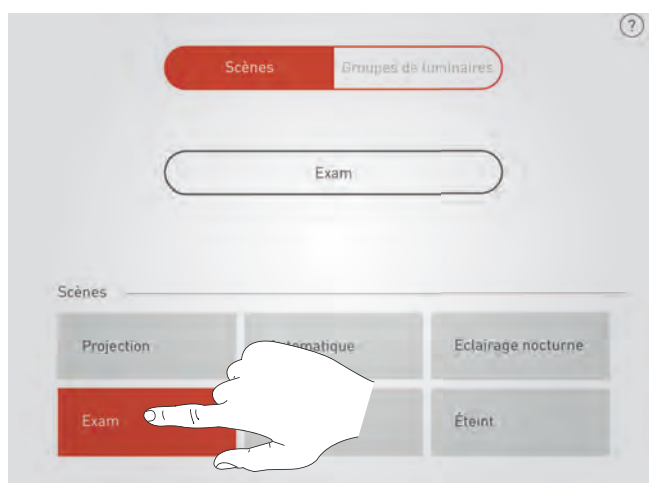 ?
Scènes
Groupes de luminaires
Exam
Scènes
Projection
Eclairage nocturne
Exam
Éteint